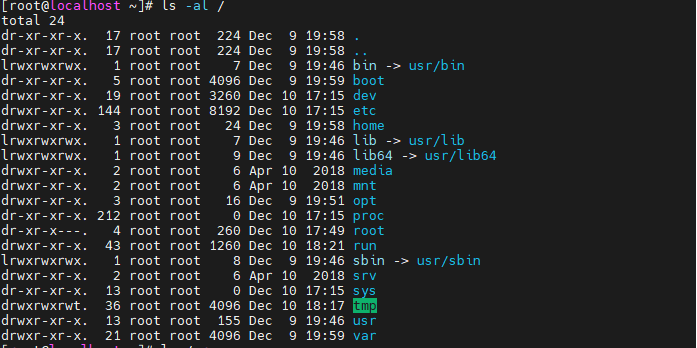 [root@localhost ~]# ls -al /
total 24
dr-xr-xr-x.  17 root root  224 Dec  9 19:58 .
dr-xr-xr-x.  17 root root  224 Dec  9 19:58 ..
lrwxrwxrwx.   1 root root    7 Dec  9 19:46 bin -> usr/bin
dr-xr-xr-x.   5 root root 4096 Dec  9 19:59 boot
drwxr-xr-x.  19 root root 3260 Dec 10 17:15 dev
drwxr-xr-x. 144 root root 8192 Dec 10 17:15 etc
drwxr-xr-x.   3 root root   24 Dec  9 19:58 home
lrwxrwxrwx.   1 root root    7 Dec  9 19:46 lib -> usr/lib
lrwxrwxrwx.   1 root root    9 Dec  9 19:46 lib64 -> usr/lib64
drwxr-xr-x.   2 root root    6 Apr 10  2018 media
drwxr-xr-x.   2 root root    6 Apr 10  2018 mnt
drwxr-xr-x.   3 root root   16 Dec  9 19:51 opt
dr-xr-xr-x. 212 root root    0 Dec 10 17:15 proc
dr-xr-x---.   4 root root  260 Dec 10 17:49 root
drwxr-xr-x.  43 root root 1260 Dec 10 18:21 run
lrwxrwxrwx.   1 root root    8 Dec  9 19:46 sbin -> usr/sbin
drwxr-xr-x.   2 root root    6 Apr 10  2018 srv
dr-xr-xr-x.  13 root root    0 Dec 10 17:15 sys
drwxrwxrwt.  36 root root 4096 Dec 10 18:17 tmp
drwxr-xr-x.  13 root root  155 Dec  9 19:46 usr
drwxr-xr-x.  21 root root 4096 Dec  9 19:59 var